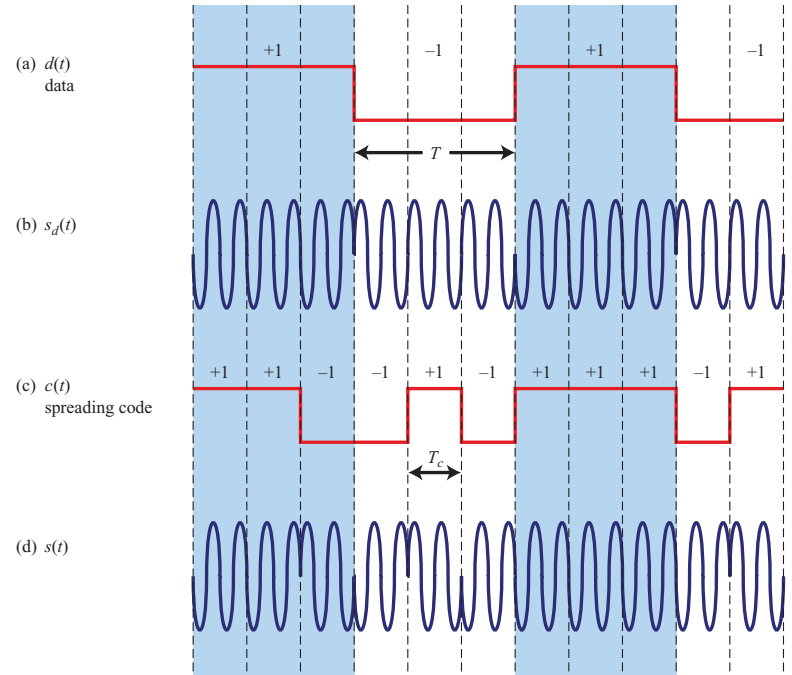 +1 −1 +1 −1
(a) d(t)
data
T
(b) s_d(t)
+1 +1 −1 −1 +1 −1 +1 +1 +1 −1 +1
(c) c(t)
spreading code
T_c
(d) s(t)